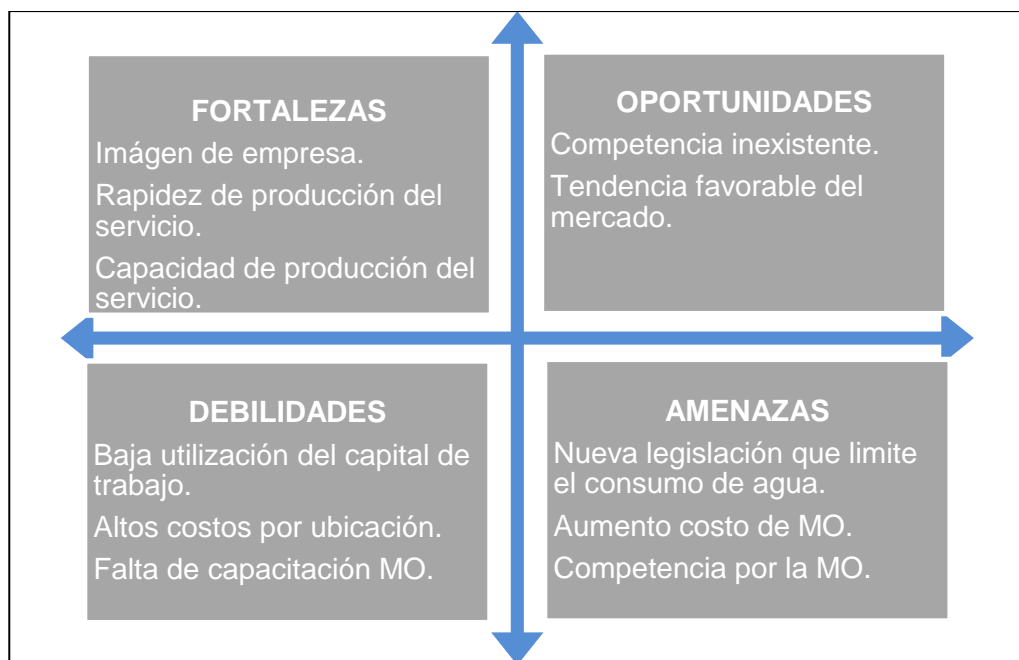 FORTALEZAS
Imágen de empresa.
Rapidez de producción del
servicio.
Capacidad de producción del
servicio.
OPORTUNIDADES
Competencia inexistente.
Tendencia favorable del
mercado.
DEBILIDADES
Baja utilización del capital de
trabajo.
Altos costos por ubicación.
Falta de capacitación MO.
AMENAZAS
Nueva legislación que limite
el consumo de agua.
Aumento costo de MO.
Competencia por la MO.